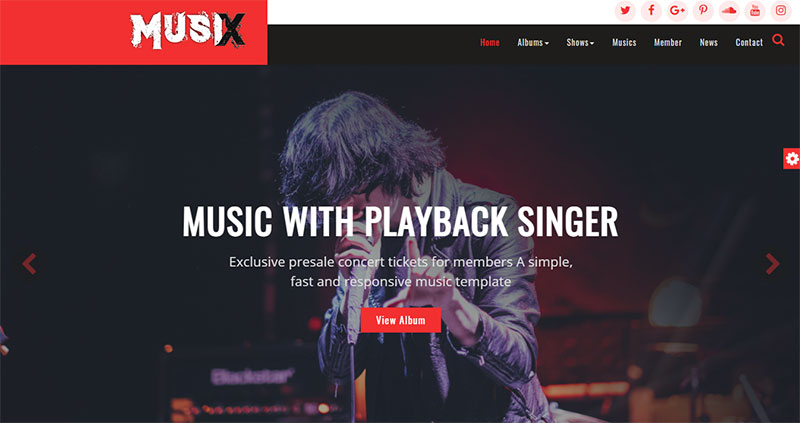 MUSIX
Home Albums Shows Musics Member News Contact
MUSIC WITH PLAYBACK SINGER
Exclusive presale concert tickets for members A simple,
fast and responsive music template
View Album
Blackstar